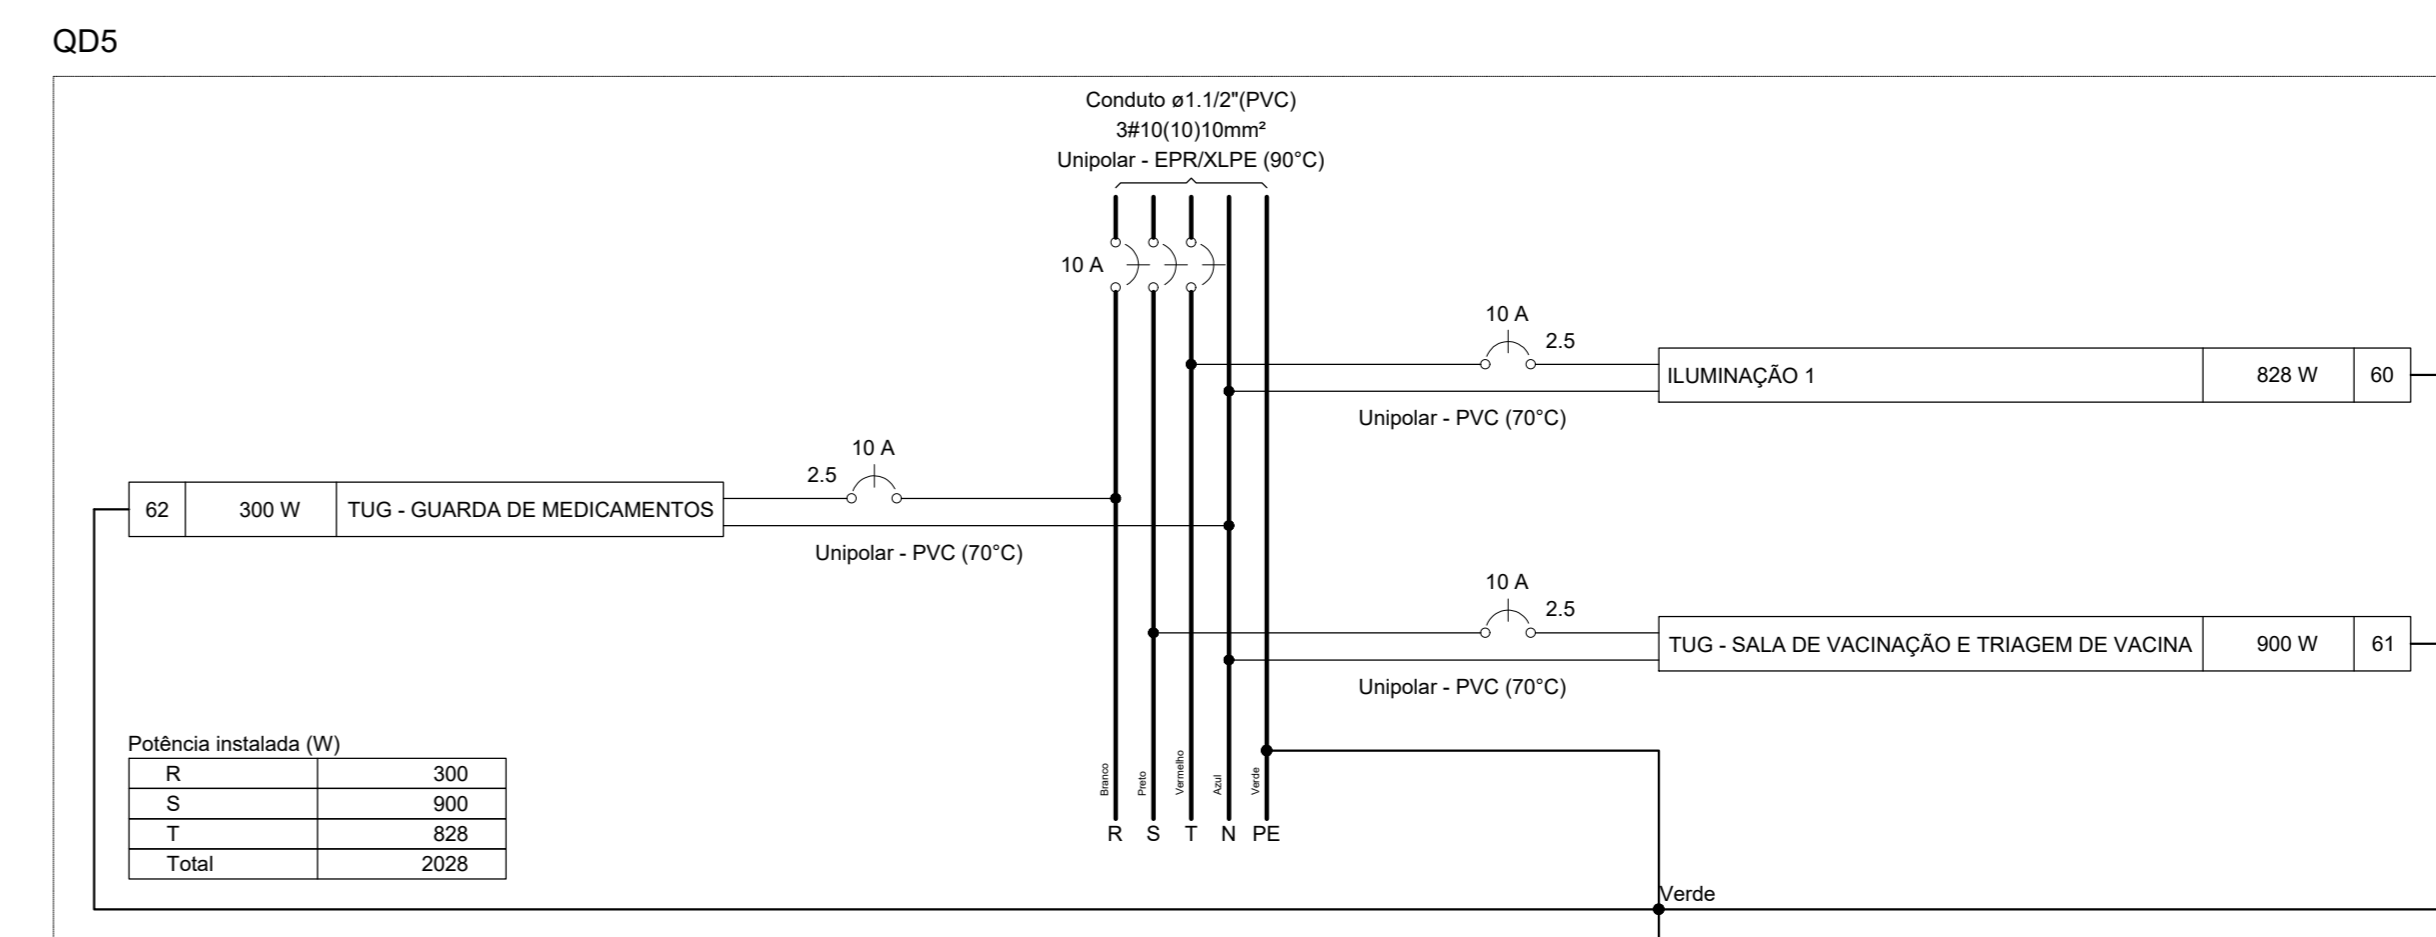 QD5
Conduto ø1.1/2"(PVC)
3#10(10)10mm²
Unipolar - EPR/XLPE (90°C)
10 A
10 A
2.5
ILUMINAÇÃO 1 828 W 60
Unipolar - PVC (70°C)
10 A
2.5
62 300 W TUG - GUARDA DE MEDICAMENTOS
Unipolar - PVC (70°C)
10 A
2.5
TUG - SALA DE VACINAÇÃO E TRIAGEM DE VACINA 900 W 61
Unipolar - PVC (70°C)
Potência instalada (W)
R 300
S 900
T 828
Total 2028
Branco
Preto
Vermelho
Azul
Verde
R S T N PE
Verde